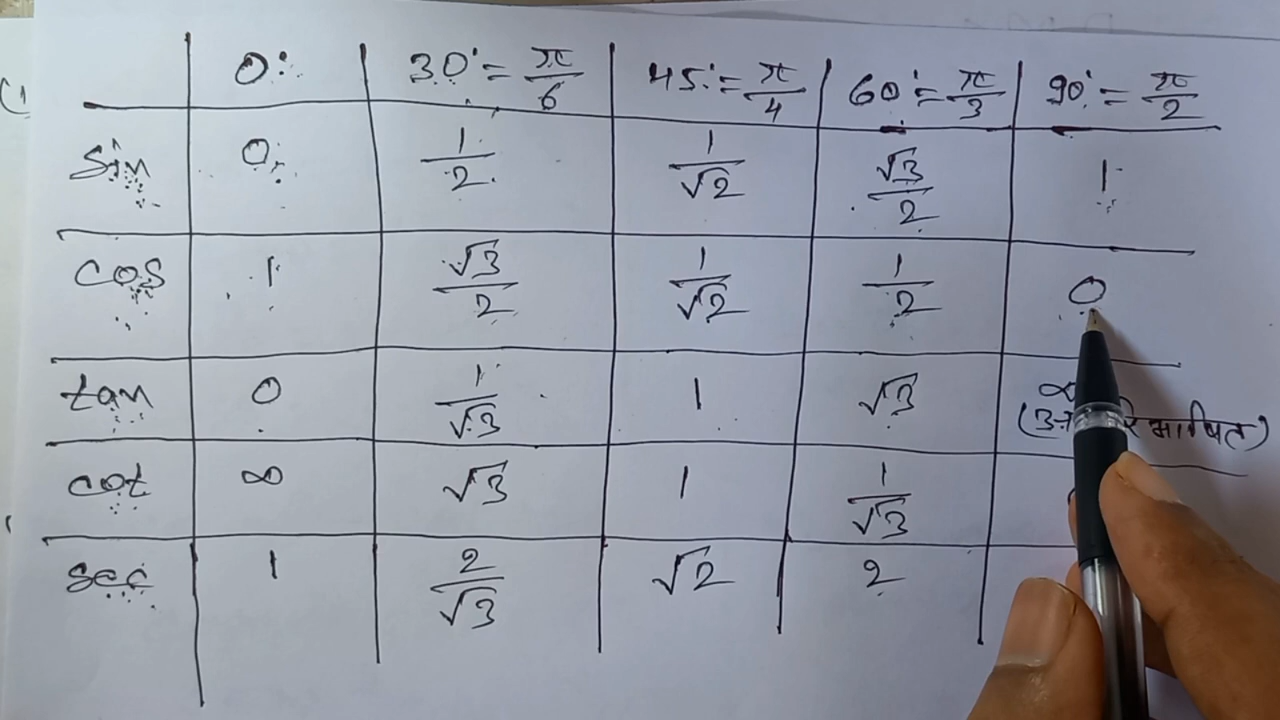 0° 30° = π/6 45° = π/4 60° = π/3 90° = π/2
Sin 0 1/2 1/√2 √3/2 1
cos 1 √3/2 1/√2 1/2 0
tan 0 1/√3 1 √3
cot ∞ √3 1 1/√3
sec 1 2/√3 √2 2